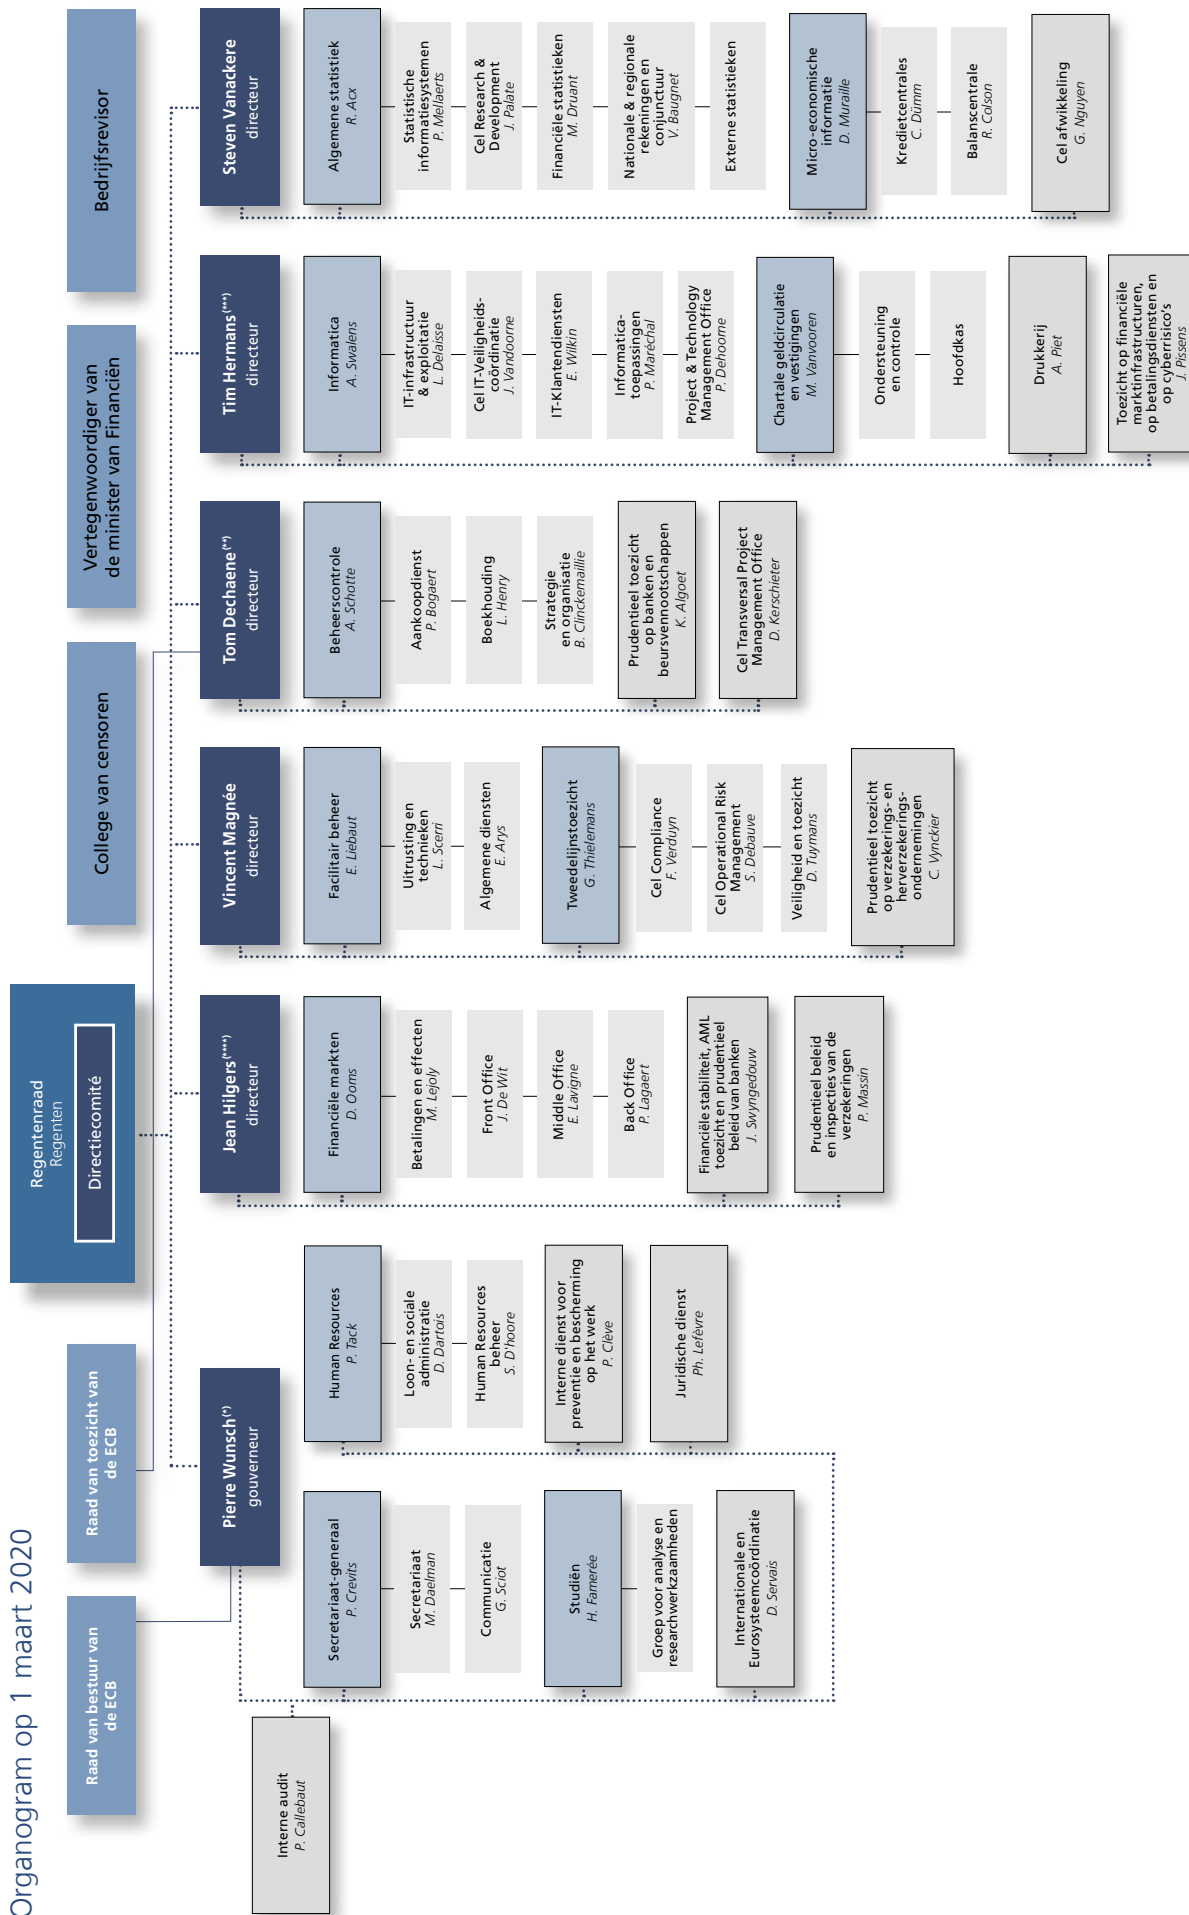 Organogram op 1 maart 2020
Raad van bestuur van
de ECB
Raad van toezicht van
de ECB
Regentenraad
Regenten
Directiecomité
College van censoren
Vertegenwoordiger van
de minister van Financiën
Bedrijfsrevisor
Interne audit
P. Callebaut
Pierre Wunsch(*)
gouverneur
Secretariaat-generaal
P. Crevits
Secretariaat
M. Daelman
Communicatie
G. Sciot
Studiën
H. Famerée
Groep voor analyse en
researchwerkzaamheden
Internationale en
Eurosysteemcoördinatie
D. Servais
Human Resources
P. Tack
Loon- en sociale
administratie
D. Dartois
Human Resources
beheer
S. D'hoore
Interne dienst voor
preventie en bescherming
op het werk
P. Clève
Juridische dienst
Ph. Lefèvre
Jean Hilgers(****)
directeur
Financiële markten
D. Ooms
Betalingen en effecten
M. Lejoly
Front Office
J. De Wit
Middle Office
E. Lavigne
Back Office
P. Lagaert
Financiële stabiliteit, AML
toezicht en prudentieel
beleid van banken
J. Swyngedouw
Prudentieel beleid
en inspecties van de
verzekeringen
P. Massin
Vincent Magnée
directeur
Facilitair beheer
E. Liebaut
Uitrusting en
technieken
L. Scerri
Algemene diensten
E. Arys
Tweedelijnstoezicht
G. Thielemans
Cel Compliance
F. Verduyn
Cel Operational Risk
Management
S. Debauve
Veiligheid en toezicht
D. Tuymans
Prudentieel toezicht
op verzekerings- en
herverzekerings-
ondernemingen
C. Vynckier
Tom Dechaene(**)
directeur
Beheerscontrole
A. Schotte
Aankoopdienst
P. Bogaert
Boekhouding
L. Henry
Strategie
en organisatie
B. Clinckemaillie
Prudentieel toezicht
op banken en
beursvennootschappen
K. Algoet
Cel Transversal Project
Management Office
D. Kerschieter
Tim Hermans(***)
directeur
Informatica
A. Swalens
IT-infrastructuur
& exploitatie
L. Delaisse
Cel IT-Veiligheids-
coördinatie
J. Vandoorne
IT-Klantendiensten
E. Wilkin
Informatica-
toepassingen
P. Maréchal
Project & Technology
Management Office
P. Dehoorne
Chartale geldcirculatie
en vestigingen
M. Vanvooren
Ondersteuning
en controle
Hoofdkas
Drukkerij
A. Piet
Toezicht op financiële
marktinfrastructuren,
op betalingsdiensten en
op cyberrisico's
J. Pissens
Steven Vanackere
directeur
Algemene statistiek
R. Acx
Statistische
informatiesystemen
P. Mellaerts
Cel Research &
Development
J. Palate
Financiële statistieken
M. Druant
Nationale & regionale
rekeningen en
conjunctuur
V. Baugnet
Externe statistieken
Micro-economische
informatie
D. Muraille
Kredietcentrales
C. Dümm
Balanscentrale
R. Colson
Cel afwikkeling
G. Nguyen